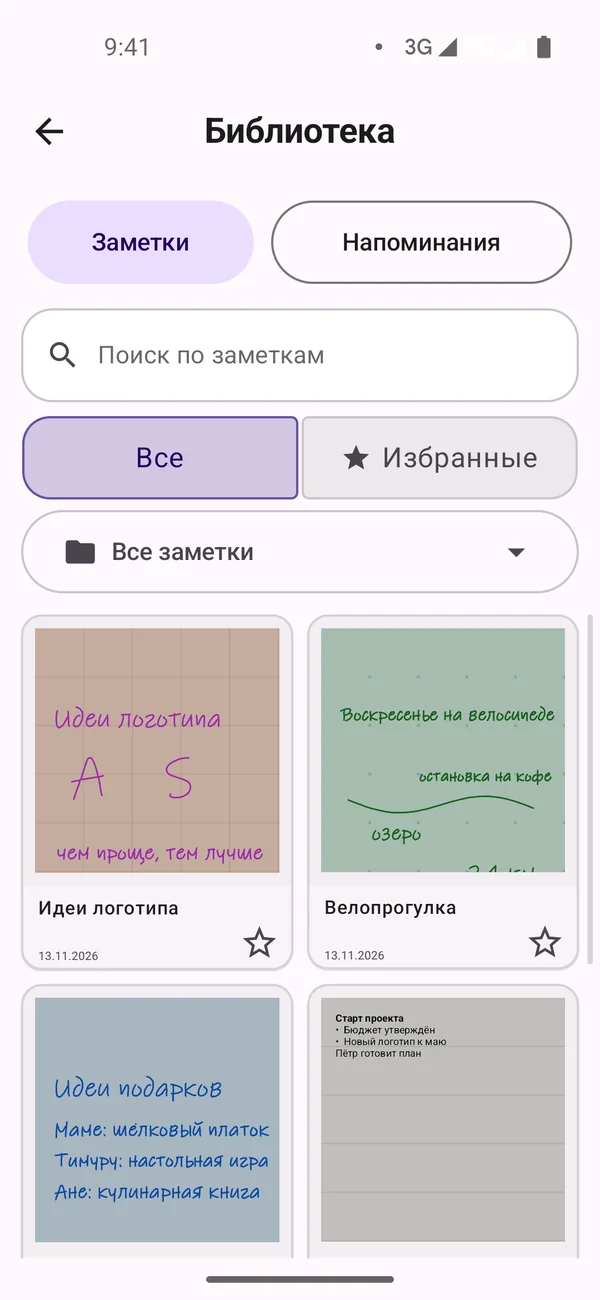 9:41
3G
Библиотека
Заметки
Напоминания
Поиск по заметкам
Все
Избранные
Все заметки
Идеи логотипа
A S
чем проще, тем лучше
Идеи логотипа
13.11.2026
Воскресенье на велосипеде
остановка на кофе
озеро
Велопрогулка
13.11.2026
Идеи подарков
Маме: шёлковый платок
Тимуру: настольная игра
Ане: кулинарная книга
Старт проекта
• Бюджет утверждён
• Новый логотип к маю
Пётр готовит план